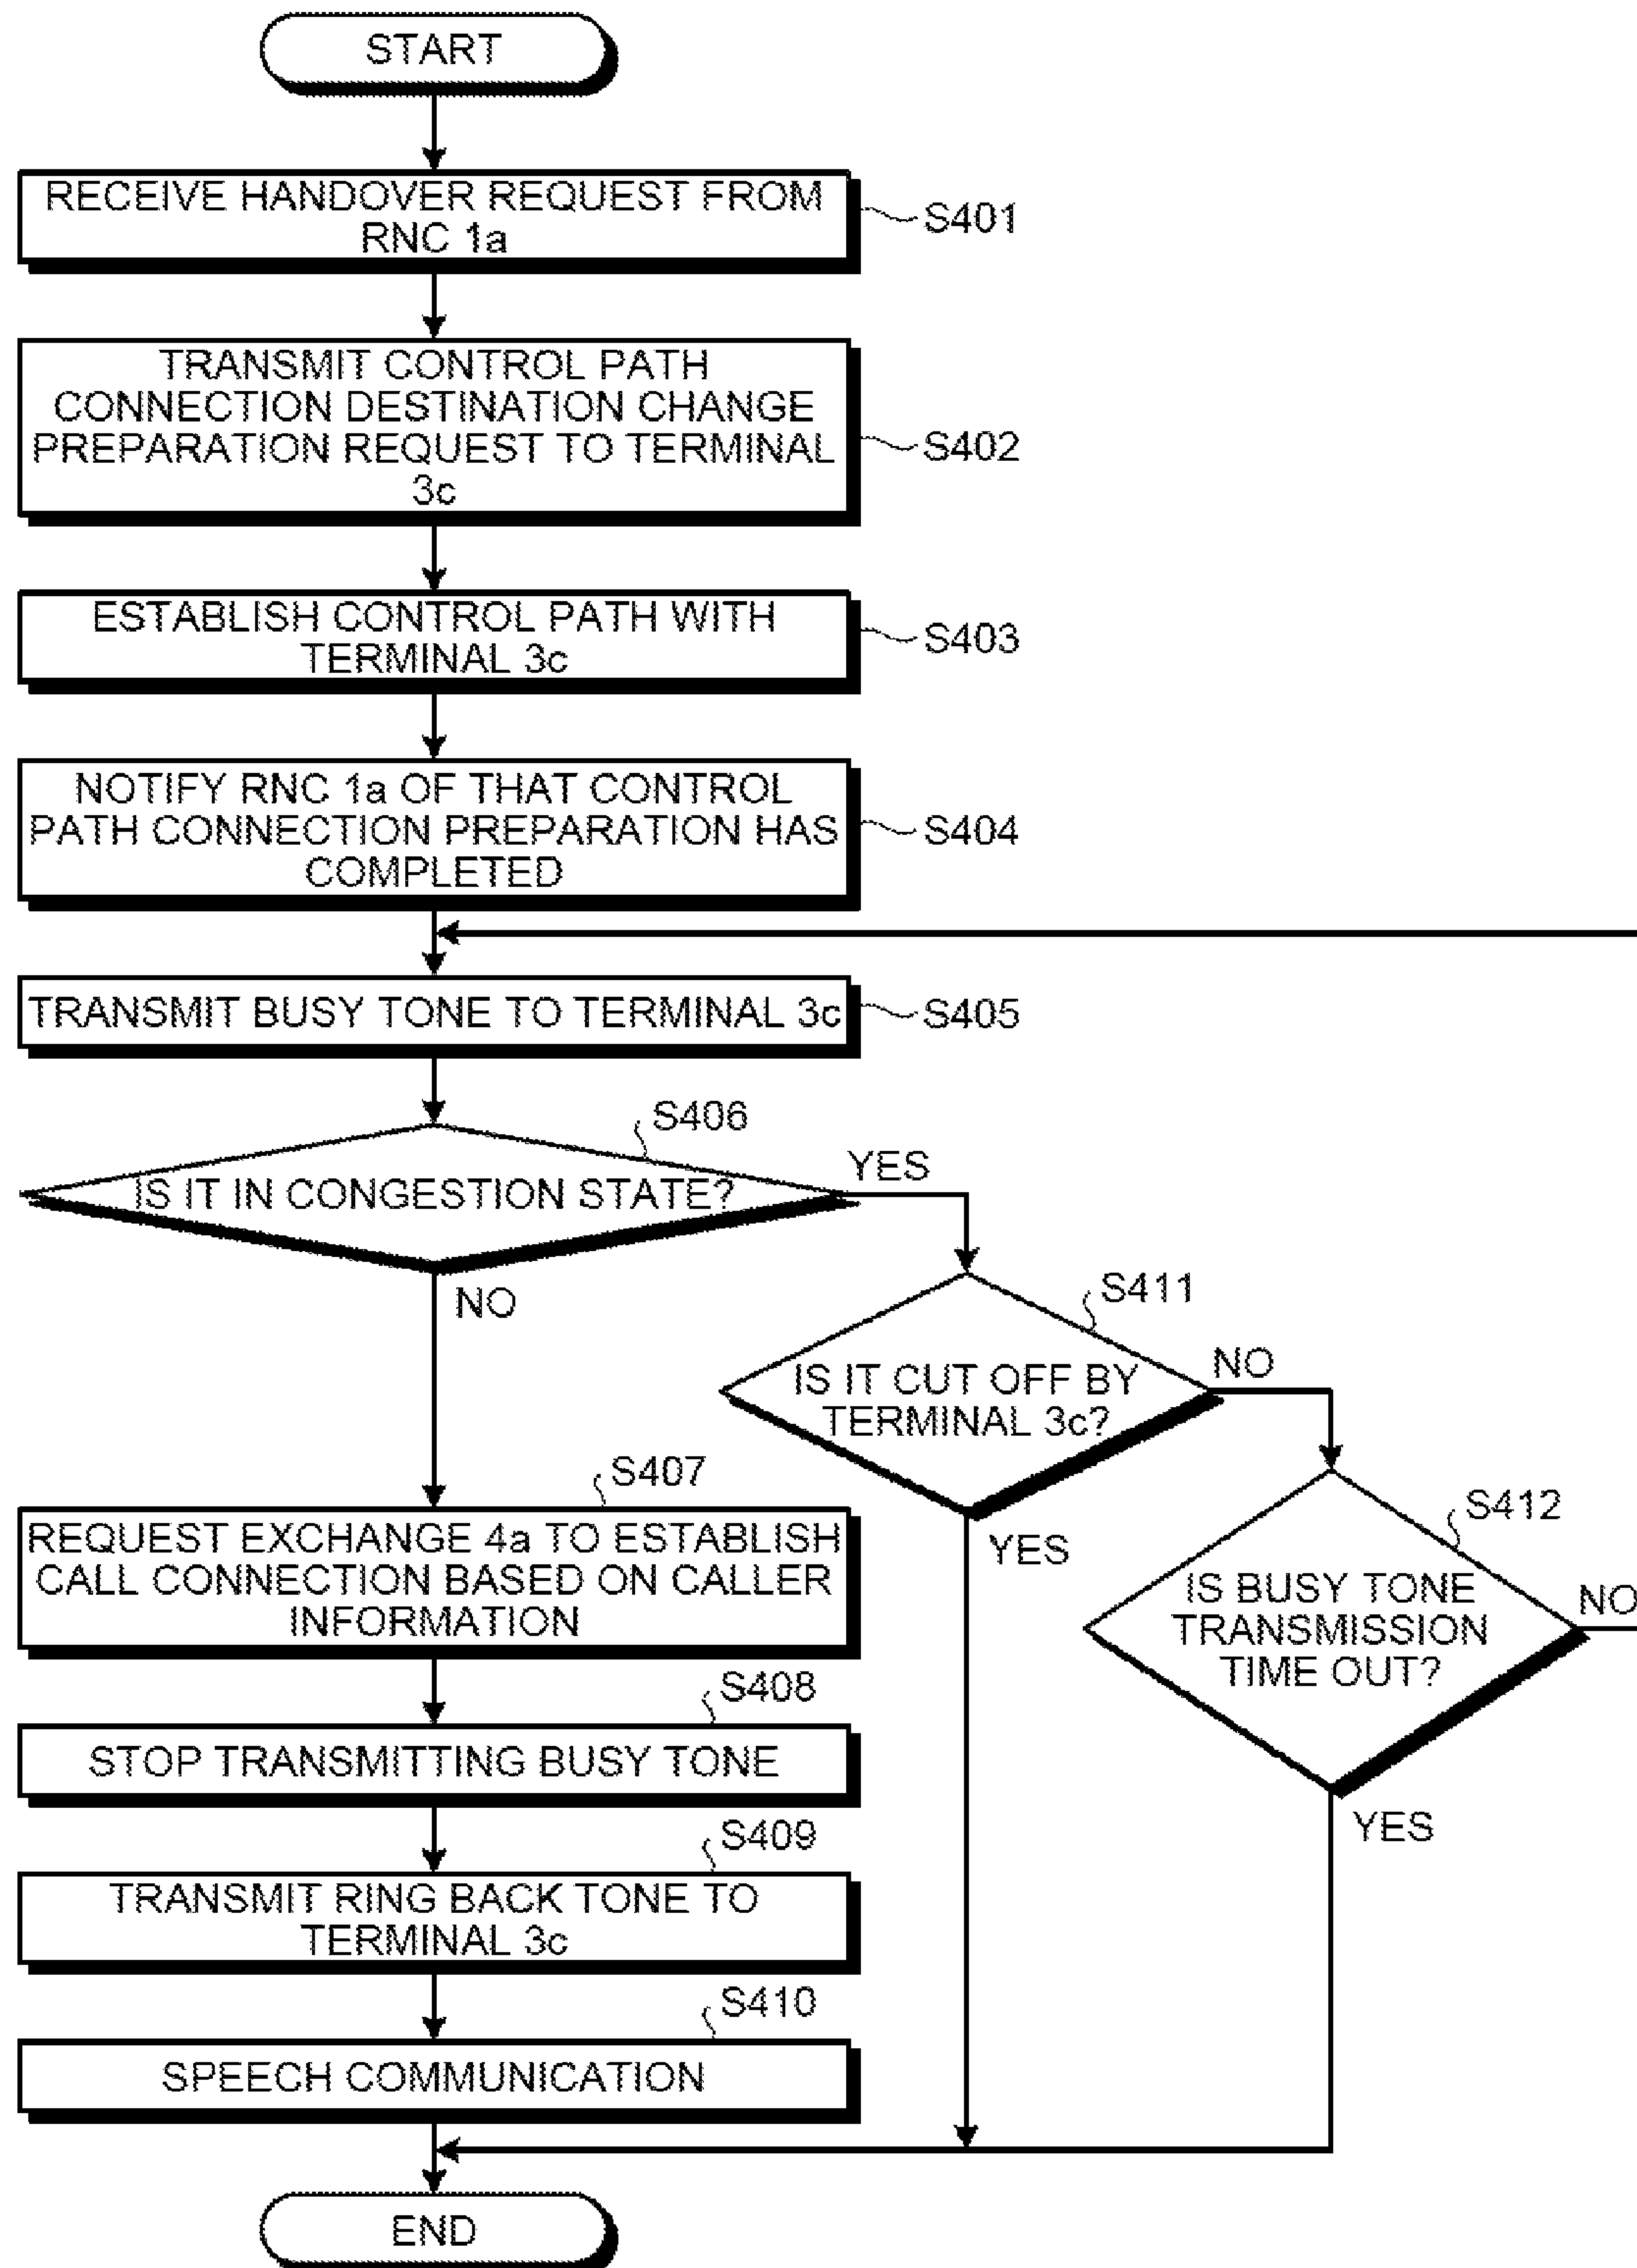 START
RECEIVE HANDOVER REQUEST FROM
RNC 1a
S401
TRANSMIT CONTROL PATH
CONNECTION DESTINATION CHANGE
PREPARATION REQUEST TO TERMINAL
3c
S402
ESTABLISH CONTROL PATH WITH
TERMINAL 3c
S403
NOTIFY RNC 1a OF THAT CONTROL
PATH CONNECTION PREPARATION HAS
COMPLETED
S404
TRANSMIT BUSY TONE TO TERMINAL 3c
S405
S406
IS IT IN CONGESTION STATE?
YES
NO
S411
IS IT CUT OFF BY
TERMINAL 3c?
NO
YES
S412
IS BUSY TONE
TRANSMISSION
TIME OUT?
NO
YES
S407
REQUEST EXCHANGE 4a TO ESTABLISH
CALL CONNECTION BASED ON CALLER
INFORMATION
S408
STOP TRANSMITTING BUSY TONE
S409
TRANSMIT RING BACK TONE TO
TERMINAL 3c
S410
SPEECH COMMUNICATION
END